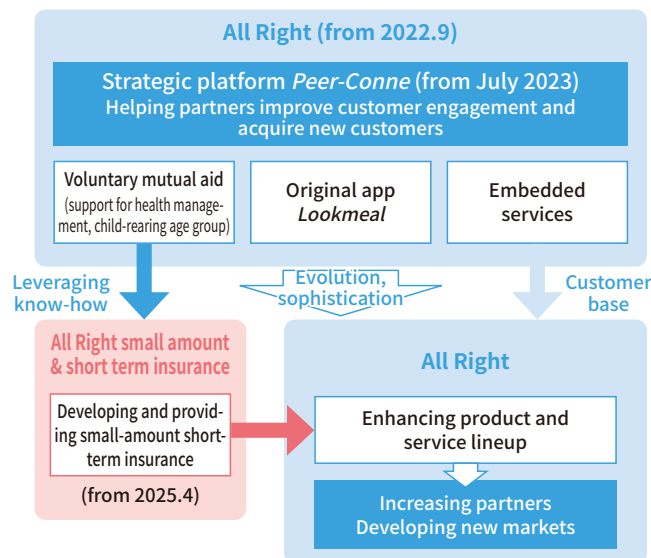 All Right (from 2022.9)
Strategic platform Peer-Conne (from July 2023)
Helping partners improve customer engagement and
acquire new customers
Voluntary mutual aid
(support for health manage-
ment, child-rearing age group)
Original app
Lookmeal
Embedded
services
Leveraging
know-how
Evolution,
sophistication
Customer
base
All Right small amount
& short term insurance
Developing and provid-
ing small-amount short-
term insurance
(from 2025.4)
All Right
Enhancing product and
service lineup
Increasing partners
Developing new markets